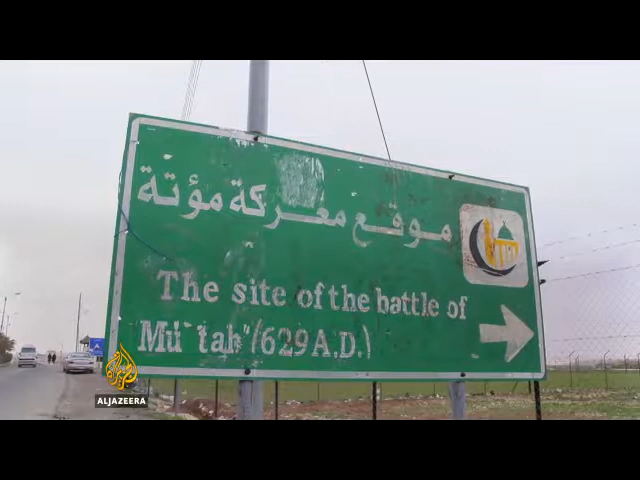 موقع معركة مؤتة
The site of the battle of
Mu`tah (629 A.D.)
ALJAZEERA